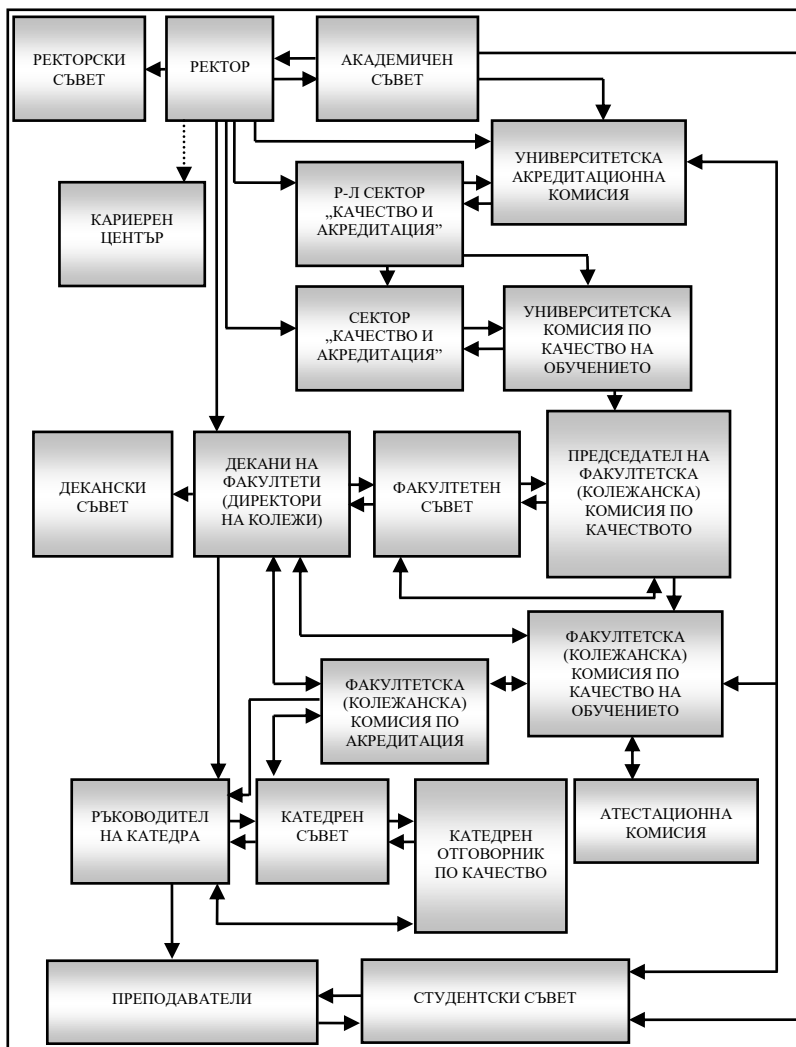 РЕКТОРСКИ
СЪВЕТ
РЕКТОР
АКАДЕМИЧЕН
СЪВЕТ
УНИВЕРСИТЕТСКА
АКРЕДИТАЦИОННА
КОМИСИЯ
КАРИЕРЕН
ЦЕНТЪР
Р-Л СЕКТОР
„КАЧЕСТВО И
АКРЕДИТАЦИЯ”
СЕКТОР
„КАЧЕСТВО И
АКРЕДИТАЦИЯ”
УНИВЕРСИТЕТСКА
КОМИСИЯ ПО
КАЧЕСТВО НА
ОБУЧЕНИЕТО
ДЕКАНСКИ
СЪВЕТ
ДЕКАНИ НА
ФАКУЛТЕТИ
(ДИРЕКТОРИ
НА КОЛЕЖИ)
ФАКУЛТЕТЕН
СЪВЕТ
ПРЕДСЕДАТЕЛ НА
ФАКУЛТЕТСКА
(КОЛЕЖАНСКА)
КОМИСИЯ ПО
КАЧЕСТВОТО
ФАКУЛТЕТСКА
(КОЛЕЖАНСКА)
КОМИСИЯ ПО
КАЧЕСТВО НА
ОБУЧЕНИЕТО
ФАКУЛТЕТСКА
(КОЛЕЖАНСКА)
КОМИСИЯ ПО
АКРЕДИТАЦИЯ
РЪКОВОДИТЕЛ
НА КАТЕДРА
КАТЕДРЕН
СЪВЕТ
КАТЕДРЕН
ОТГОВОРНИК
ПО КАЧЕСТВО
АТЕСТАЦИОННА
КОМИСИЯ
ПРЕПОДАВАТЕЛИ
СТУДЕНТСКИ СЪВЕТ